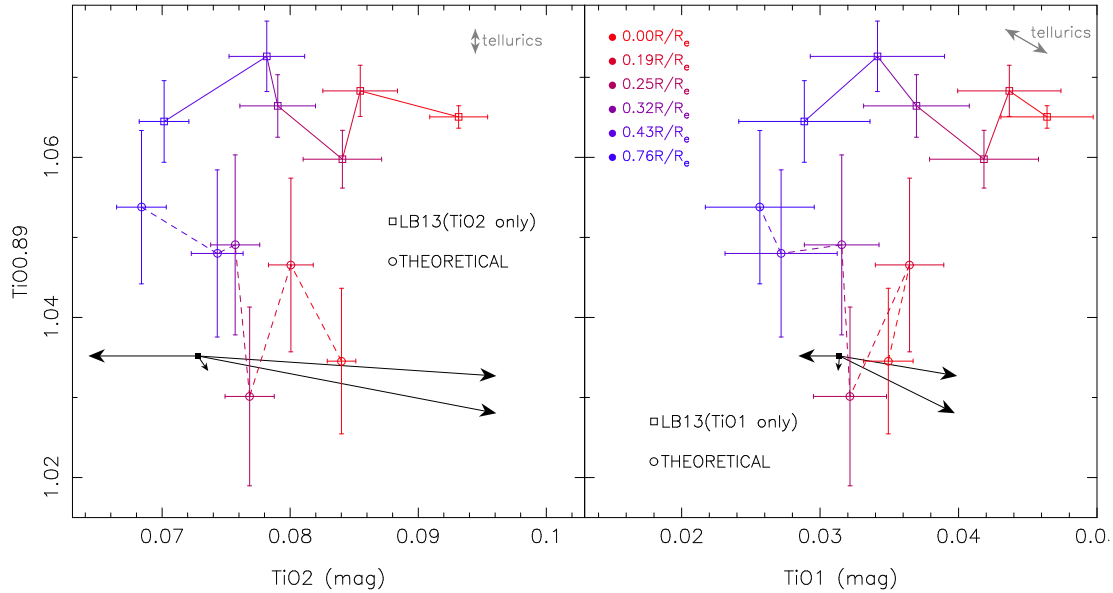 TiO0.89
1.06
1.04
1.02
tellurics
LB13(TiO2 only)
THEORETICAL
0.07
0.08
0.09
0.1
TiO2 (mag)
0.00R/Re
0.19R/Re
0.25R/Re
0.32R/Re
0.43R/Re
0.76R/Re
tellurics
LB13(TiO1 only)
THEORETICAL
0.02
0.03
0.04
TiO1 (mag)